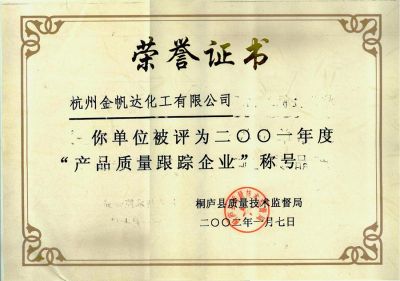 荣誉证书
杭州金帆达化工有限公司
你单位被评为二〇〇一年度
“产品质量跟踪企业”称号
桐庐县质量技术监督局
二〇〇二年一月七日